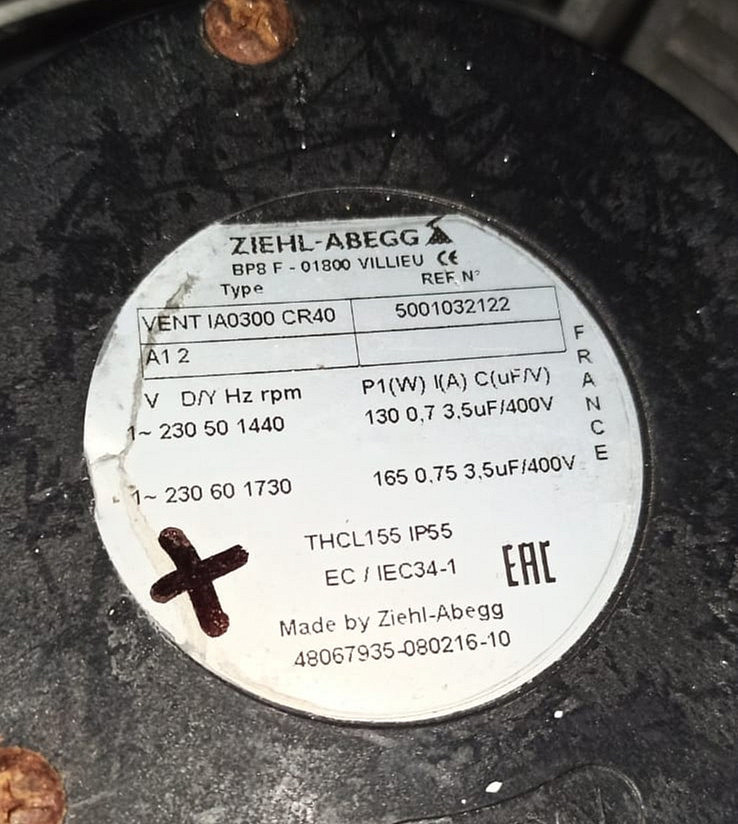 ZIEHL-ABEGG
BP8 F - 01800 VILLIEU CE
Type REF N°
VENT IA0300 CR40 5001032122
A1 2
FRANCE
V D/Y Hz rpm P1(W) I(A) C(uF/V)
1~ 230 50 1440 130 0,7 3,5uF/400V
1~ 230 60 1730 165 0,75 3,5uF/400V
THCL155 IP55
EC / IEC34-1
EAC
Made by Ziehl-Abegg
48067935-080216-10